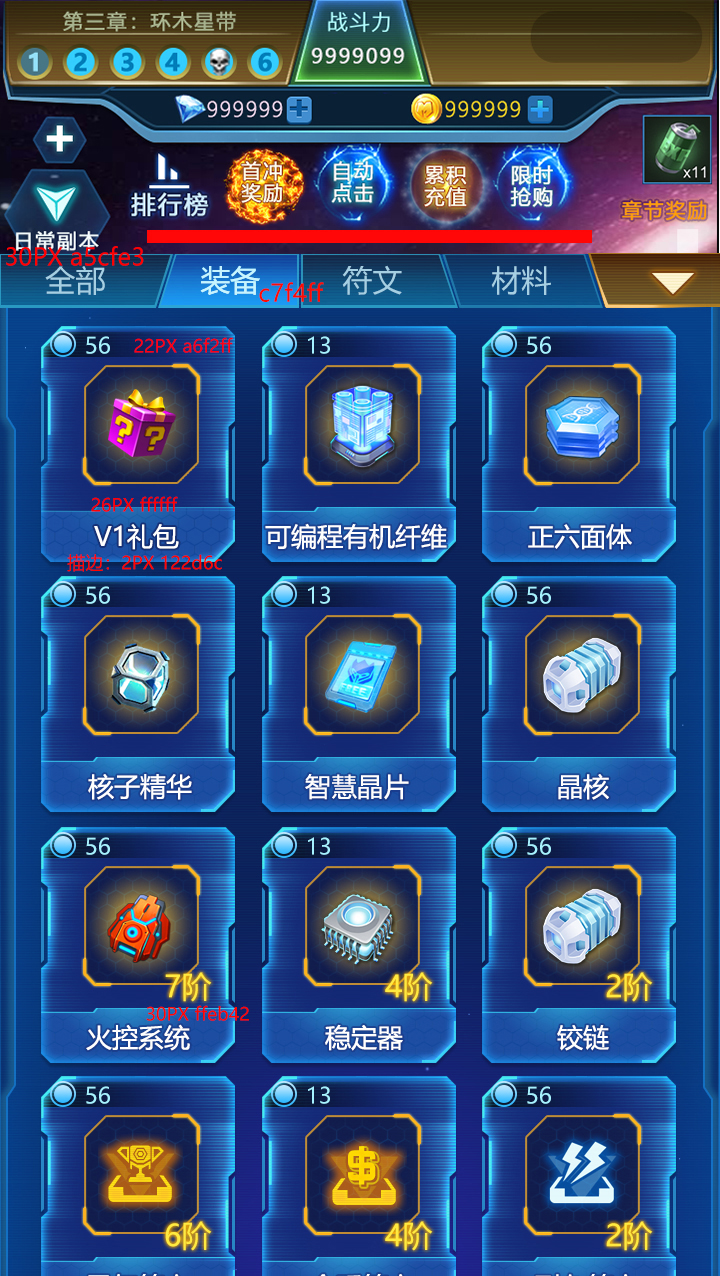 第三章：环木星带
战斗力
1 2 3 4 6
9999099
999999
999999
x11
首冲
奖励
自动
点击
累积
充值
限时
抢购
排行榜
章节奖励
日常副本
30PX a5cfe3
全部
装备
符文
材料
c7f4ff
56
22PX a6f2ff
13
56
? ?
26PX ffffff
V1礼包
可编程有机纤维
正六面体
描边：2PX 122d6c
56
13
56
核子精华
智慧晶片
晶核
56
13
56
7阶
4阶
2阶
30PX ffeb42
火控系统
稳定器
铰链
56
13
56
$
6阶
4阶
2阶